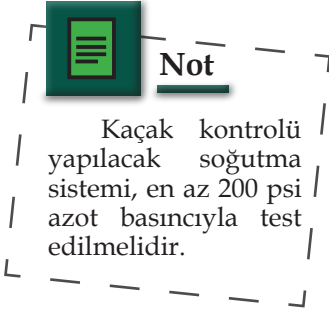 Not
Kaçak kontrolü
yapılacak soğutma
sistemi, en az 200 psi
azot basıncıyla test
edilmelidir.